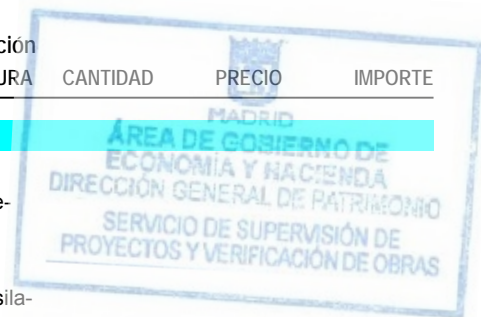 ción
URA CANTIDAD PRECIO IMPORTE
MADRID
ÁREA DE GOBIERNO DE
ECONOMÍA Y HACIENDA
DIRECCIÓN GENERAL DE PATRIMONIO
e-
SERVICIO DE SUPERVISIÓN DE
PROYECTOS Y VERIFICACIÓN DE OBRAS
sila-